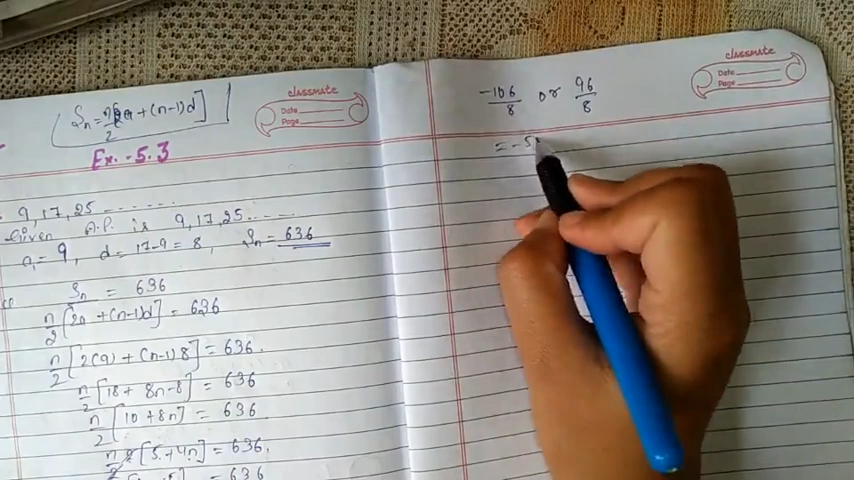 Sn = n/2[2a + (n-1)d]
classmate
Date
Page
Ex.-5.3
9,17,25.......
Given A.P. is 9,17,25.......
a = 9, d = 17-9 = 8, Sn = 636
Sn = 636
n/2 [2a + (n-1)d] = 636
n/2 [2(9) + (n-1)8] = 636.
n/2 [18 + 8n-8] = 636
n/2 [10 + 8n] = 636
n/2 [5 + 4n] = 636.
= 636
classmate
Date
Page
-106/8 or 96/8
= -5